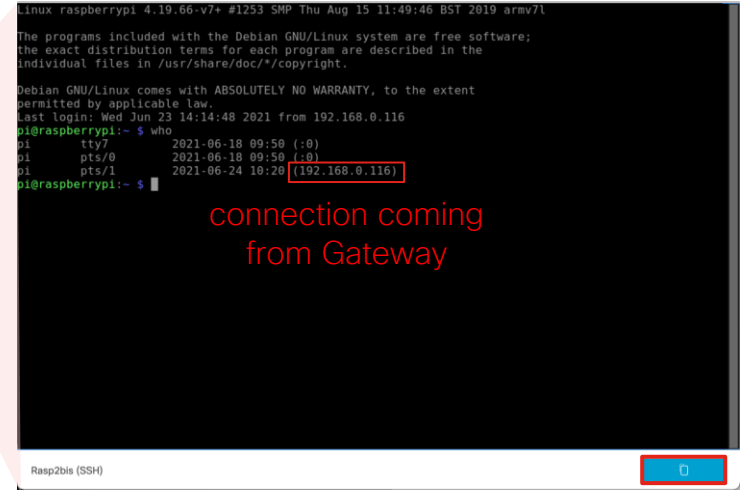 Linux raspberrypi 4.19.66-v7+ #1253 SMP Thu Aug 15 11:49:46 BST 2019 armv7l
The programs included with the Debian GNU/Linux system are free software;
the exact distribution terms for each program are described in the
individual files in /usr/share/doc/*/copyright.
Debian GNU/Linux comes with ABSOLUTELY NO WARRANTY, to the extent
permitted by applicable law.
Last login: Wed Jun 23 14:14:48 2021 from 192.168.0.116
pi@raspberrypi:~ $ who
pi       tty7         2021-06-18 09:50 (:0)
pi       pts/0        2021-06-18 09:50 (:0)
pi       pts/1        2021-06-24 10:20 (192.168.0.116)
pi@raspberrypi:~ $
connection coming
from Gateway
Rasp2bis (SSH)